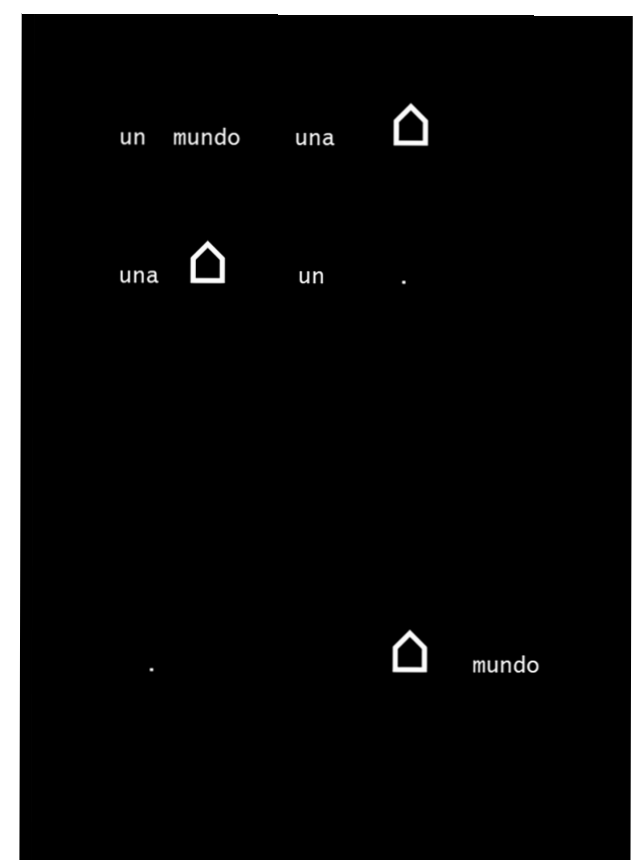 un mundo una ⌂
una ⌂ un .
. ⌂ mundo